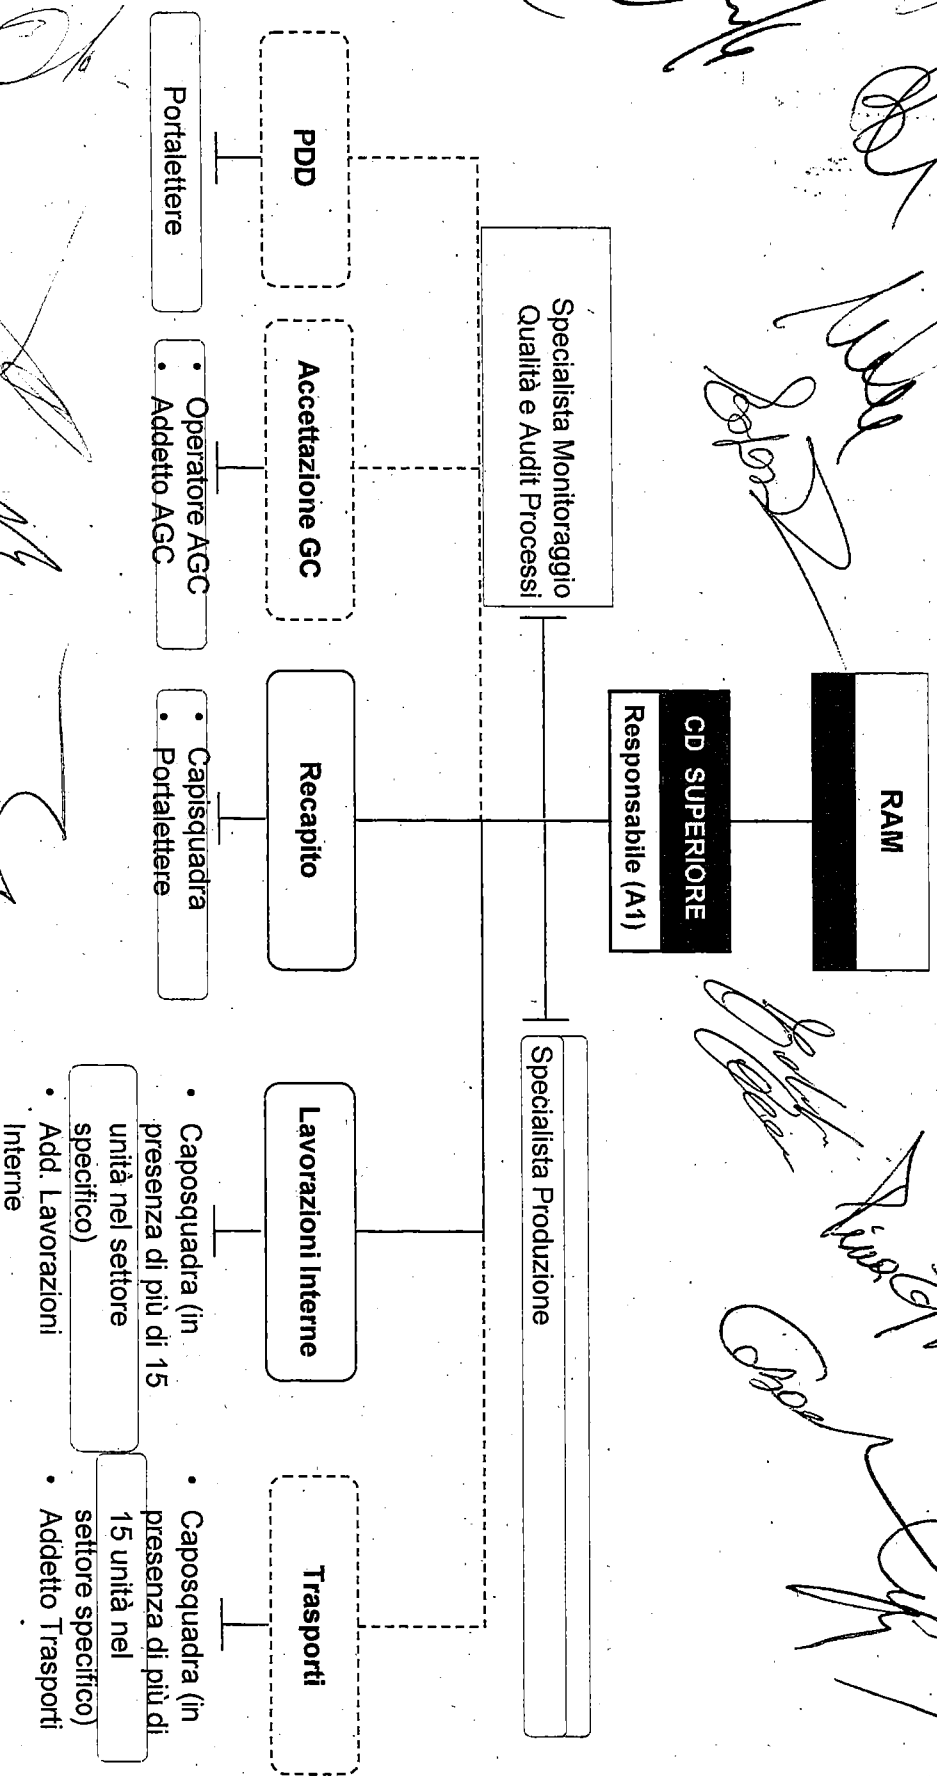 RAM
CD SUPERIORE
Responsabile (A1)
Specialista Monitoraggio
Qualità e Audit Processi
Specialista Produzione
PDD
Accettazione GC
Recapito
Lavorazioni Interne
Trasporti
Portalettere
• Operatore AGC
• Addetto AGC
• Capisquadra
• Portalettere
• Caposquadra (in
presenza di più di 15
unità nel settore
specifico)
• Add. Lavorazioni
Interne
• Caposquadra (in
presenza di più di
15 unità nel
settore specifico)
• Addetto Trasporti